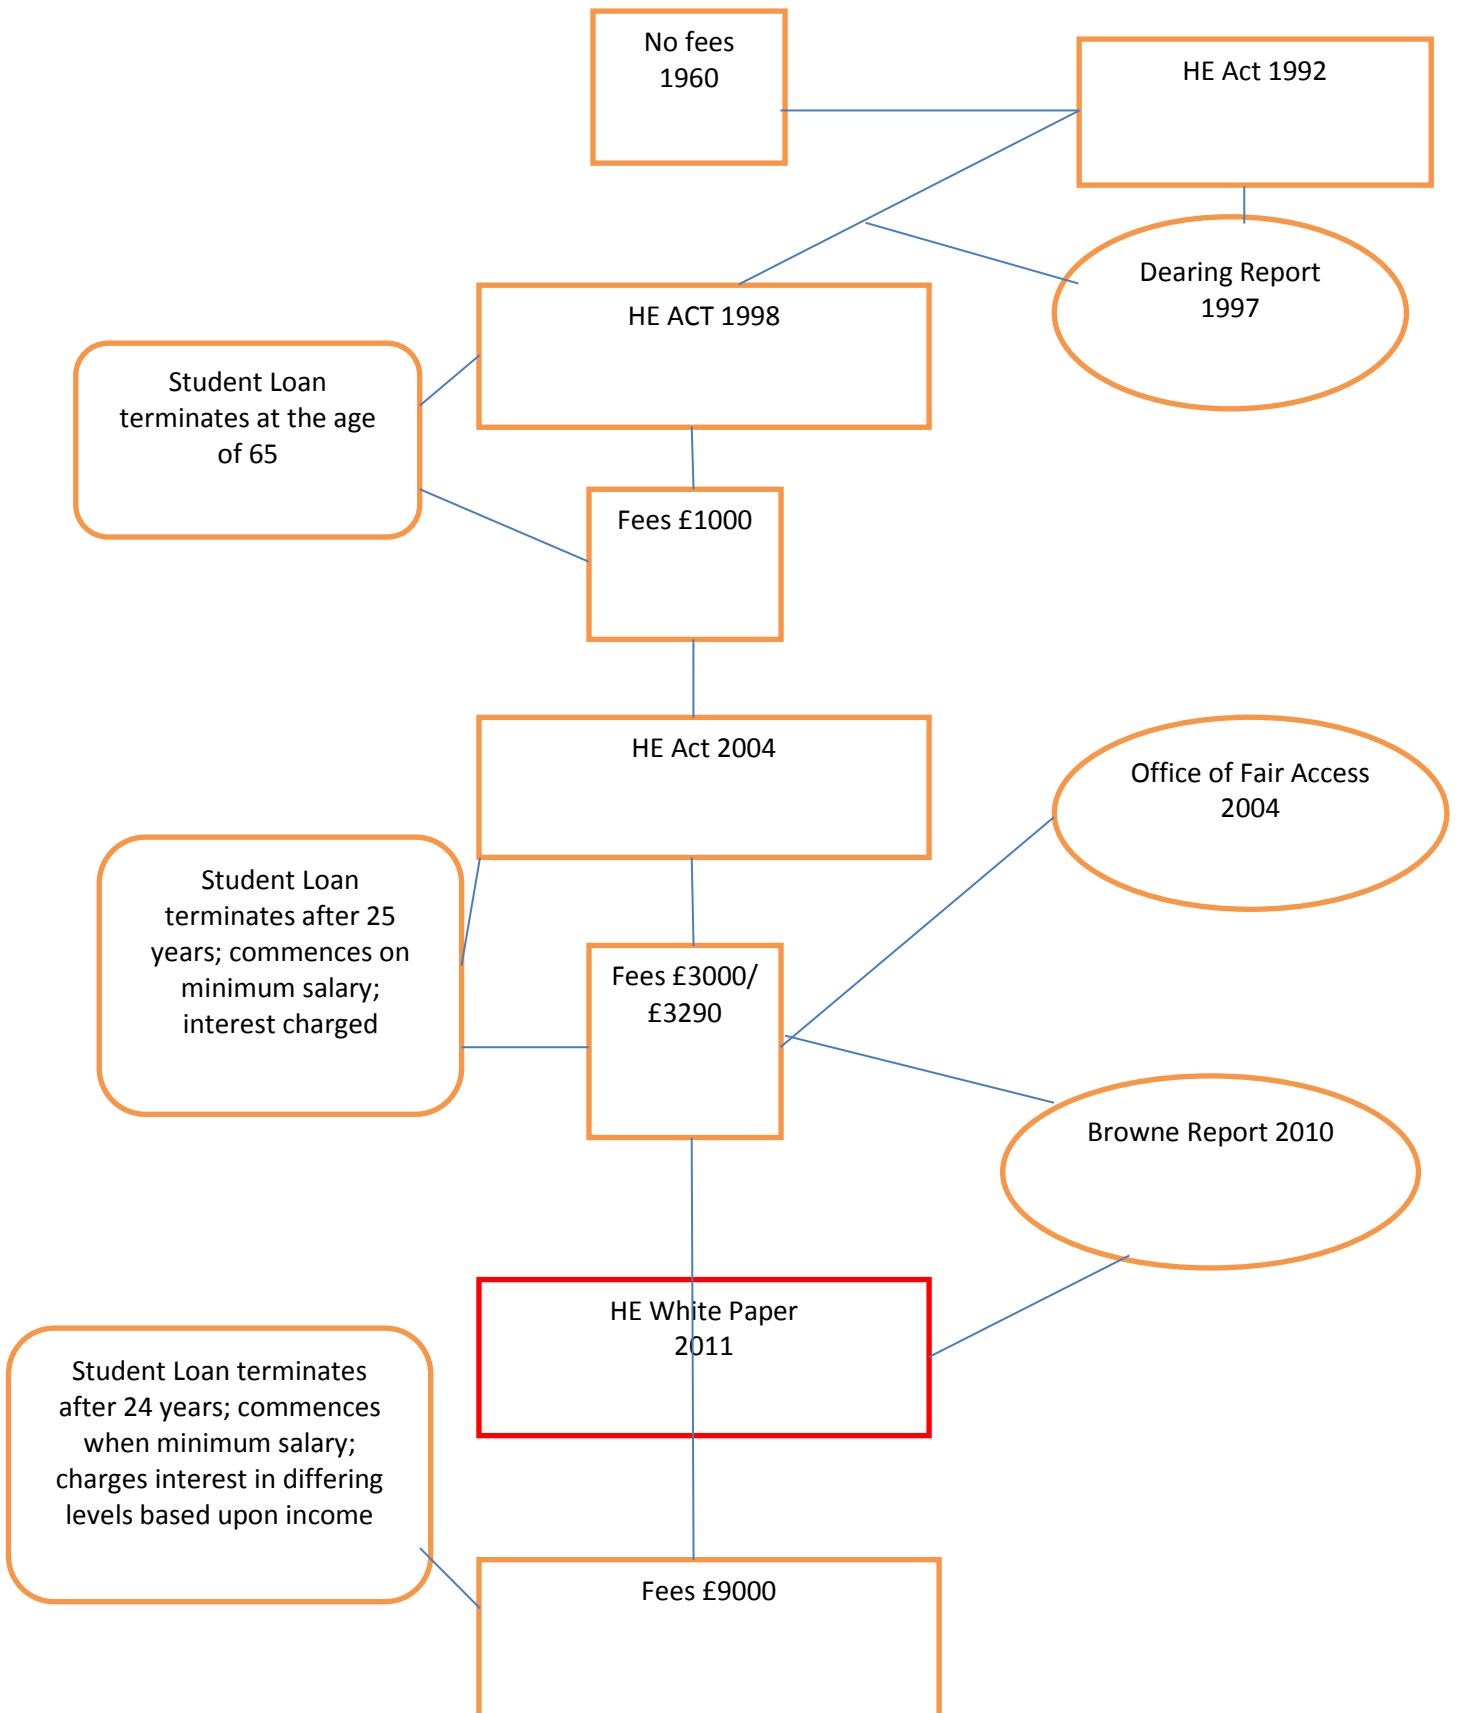 No fees
1960
HE Act 1992
Dearing Report
1997
HE ACT 1998
Student Loan
terminates at the age
of 65
Fees £1000
HE Act 2004
Office of Fair Access
2004
Student Loan
terminates after 25
years; commences on
minimum salary;
interest charged
Fees £3000/
£3290
Browne Report 2010
HE White Paper
2011
Student Loan terminates
after 24 years; commences
when minimum salary;
charges interest in differing
levels based upon income
Fees £9000